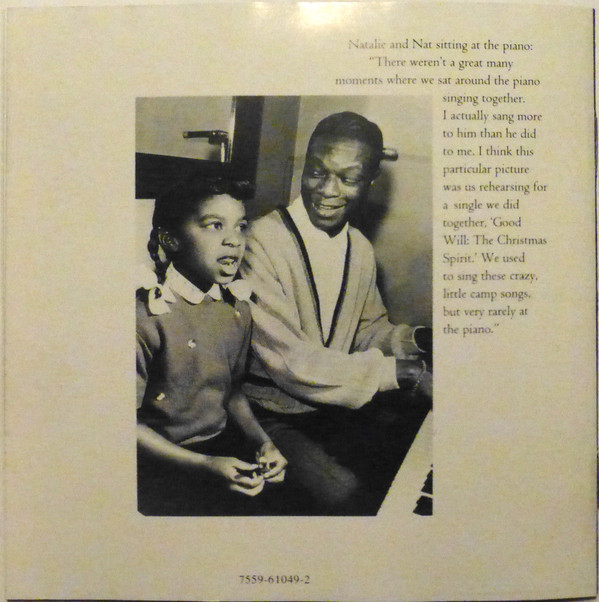 Natalie and Nat sitting at the piano:
“There weren’t a great many
moments where we sat around the piano
singing together.
I actually sang more
to him than he did
to me. I think this
particular picture
was us rehearsing for
a single we did
together, ‘Good
Will: The Christmas
Spirit.’ We used
to sing these crazy,
little camp songs,
but very rarely at
the piano.”
7559-61049-2